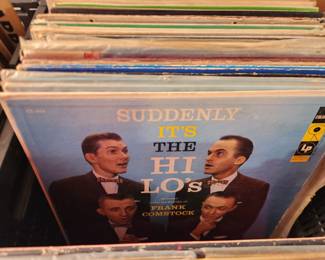 SUDDENLY
IT'S
THE
HI
LO's
FRANK
COMSTOCK
Lp